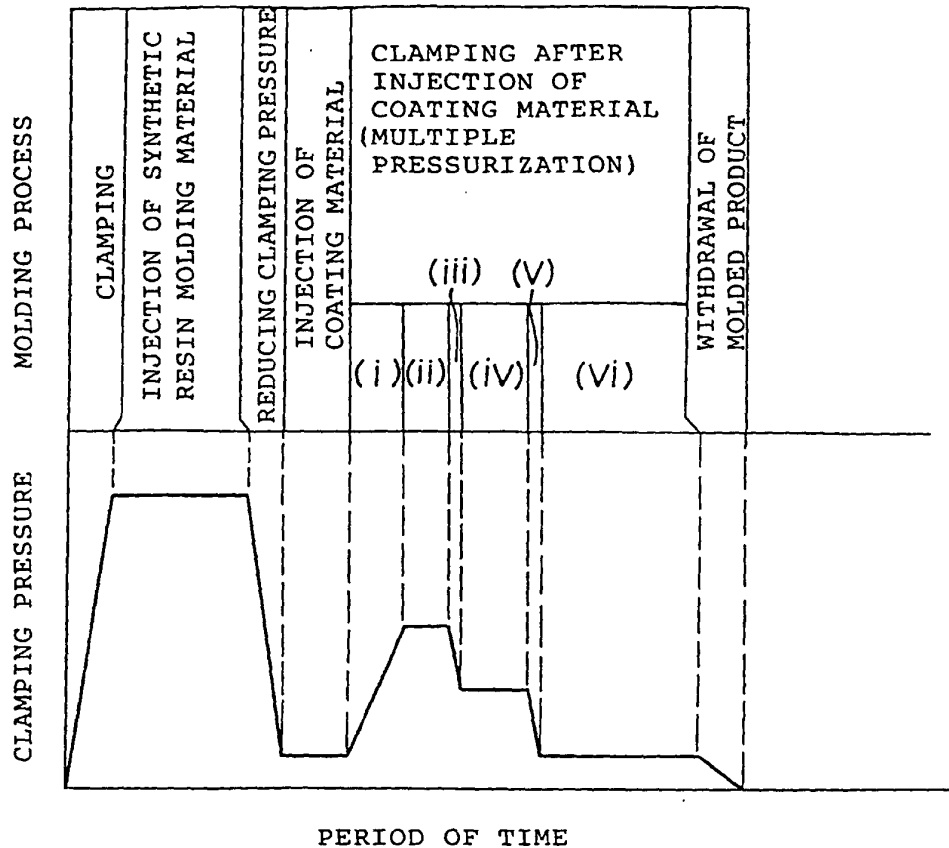 MOLDING PROCESS
CLAMPING
INJECTION OF SYNTHETIC
RESIN MOLDING MATERIAL
REDUCING CLAMPING PRESSURE
INJECTION OF
COATING MATERIAL
CLAMPING AFTER
INJECTION OF
COATING MATERIAL
(MULTIPLE
PRESSURIZATION)
(iii) (V)
(i) (ii) (iV) (Vi)
WITHDRAWAL OF
MOLDED PRODUCT
CLAMPING PRESSURE
PERIOD OF TIME